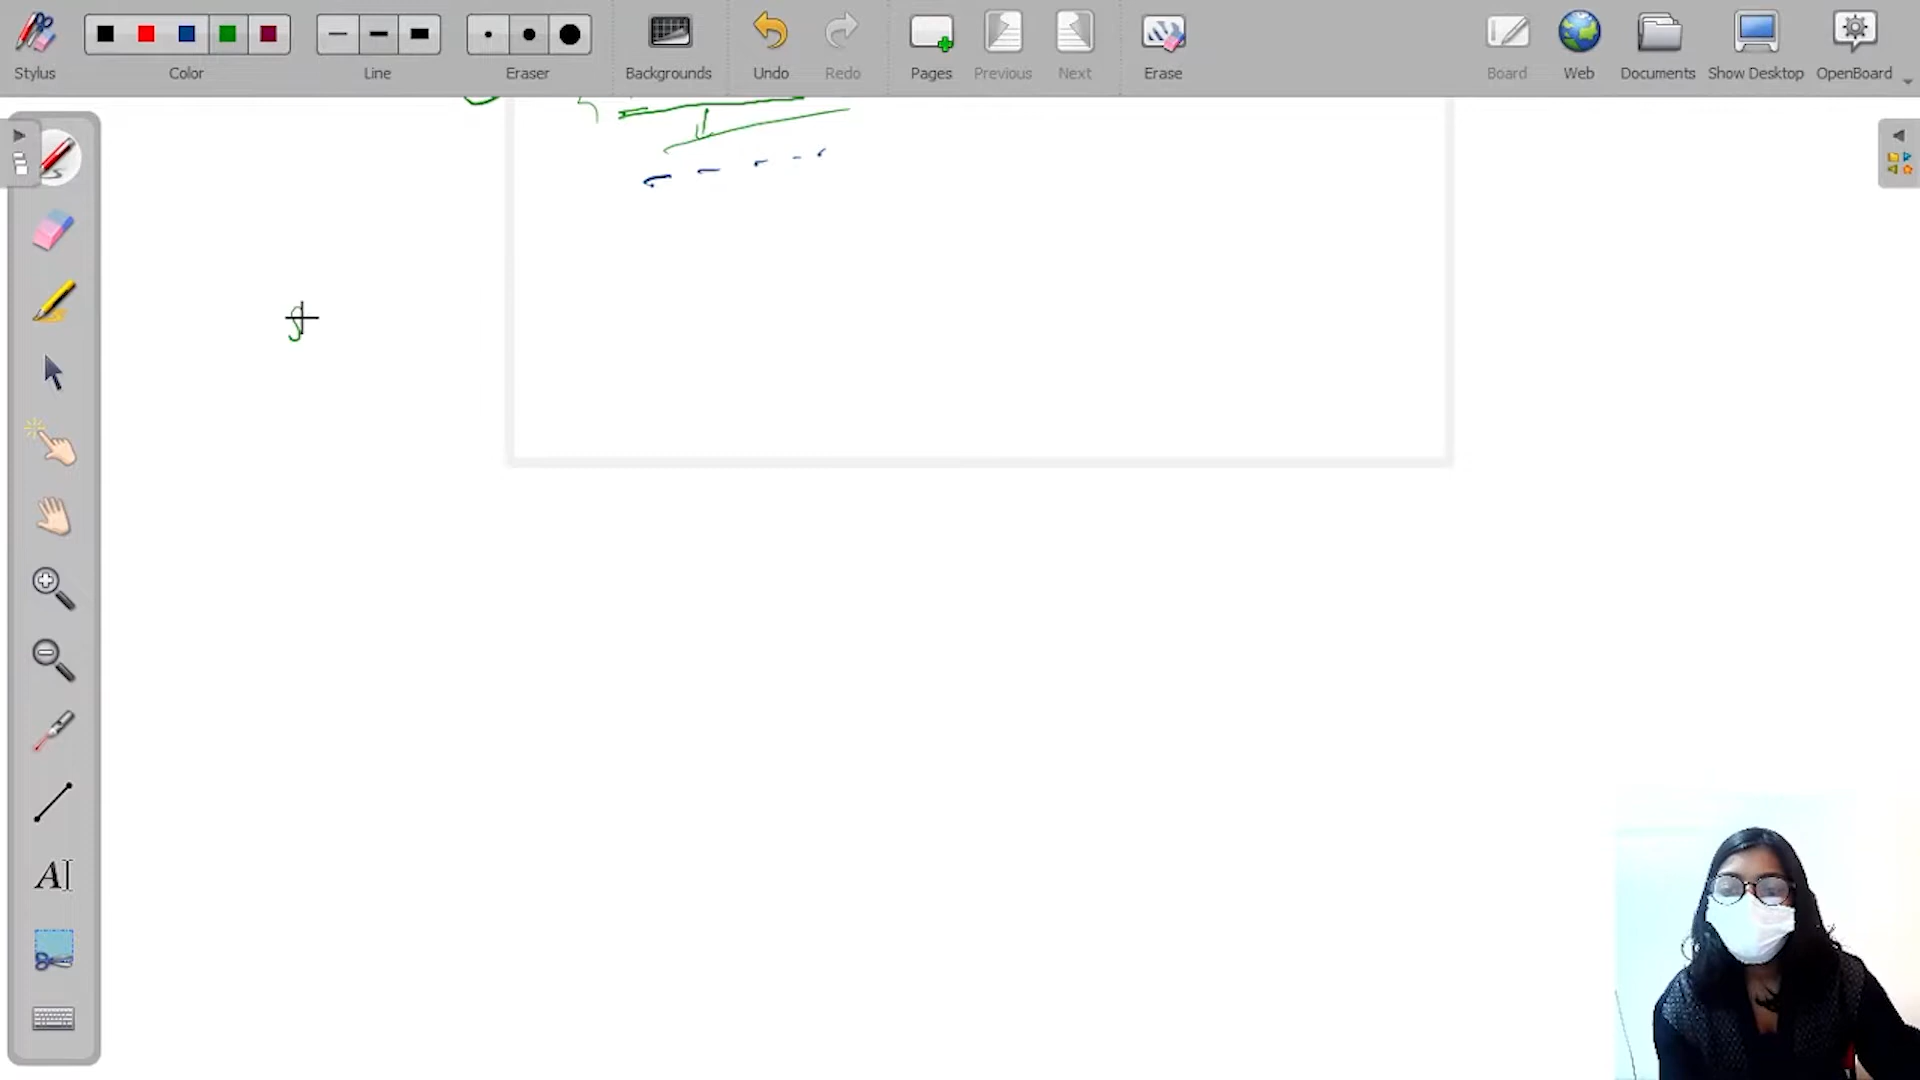 Stylus
Color
Line
Eraser
Backgrounds
Undo
Redo
Pages
Previous
Next
Erase
Board
Web
Documents
Show Desktop
OpenBoard
A